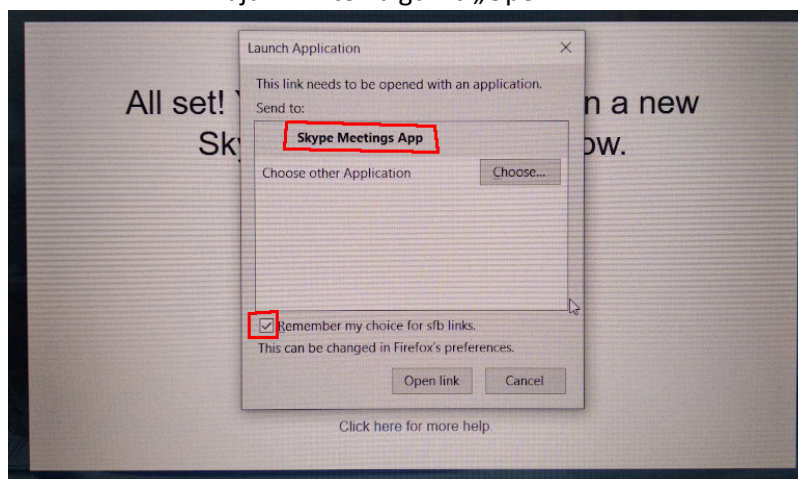 Launch Application
This link needs to be opened with an application.
All set!
n a new
Send to:
Skype Meetings App
Sk
ow.
Choose other Application
Choose...
Remember my choice for sfb links.
This can be changed in Firefox's preferences.
Open link
Cancel
Click here for more help